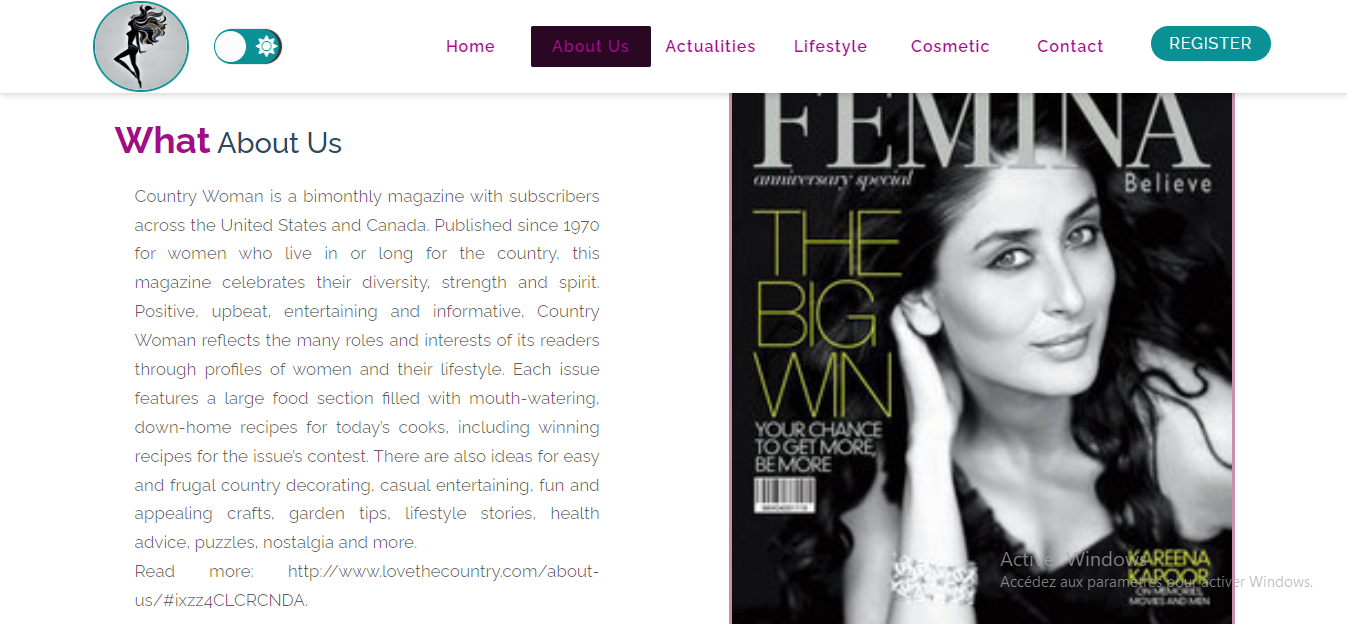 Home About Us Actualities Lifestyle Cosmetic Contact REGISTER
What About Us
Country Woman is a bimonthly magazine with subscribers
across the United States and Canada. Published since 1970
for women who live in or long for the country, this
magazine celebrates their diversity, strength and spirit.
Positive, upbeat, entertaining and informative, Country
Woman reflects the many roles and interests of its readers
through profiles of women and their lifestyle. Each issue
features a large food section filled with mouth-watering,
down-home recipes for today's cooks, including winning
recipes for the issue's contest. There are also ideas for easy
and frugal country decorating, casual entertaining, fun and
appealing crafts, garden tips, lifestyle stories, health
advice, puzzles, nostalgia and more.
Read more: http://www.lovethecountry.com/about-
us/#ixzz4CLCRCNDA.
FEMINA
anniversary special
Believe
THE
BIG
WIN
YOUR CHANCE
TO GET MORE,
BE MORE
KAREENA
KAPOOR
ON MEMORIES,
MOVIES AND MEN
Activer Windows
Accédez aux paramètres pour activer Windows.